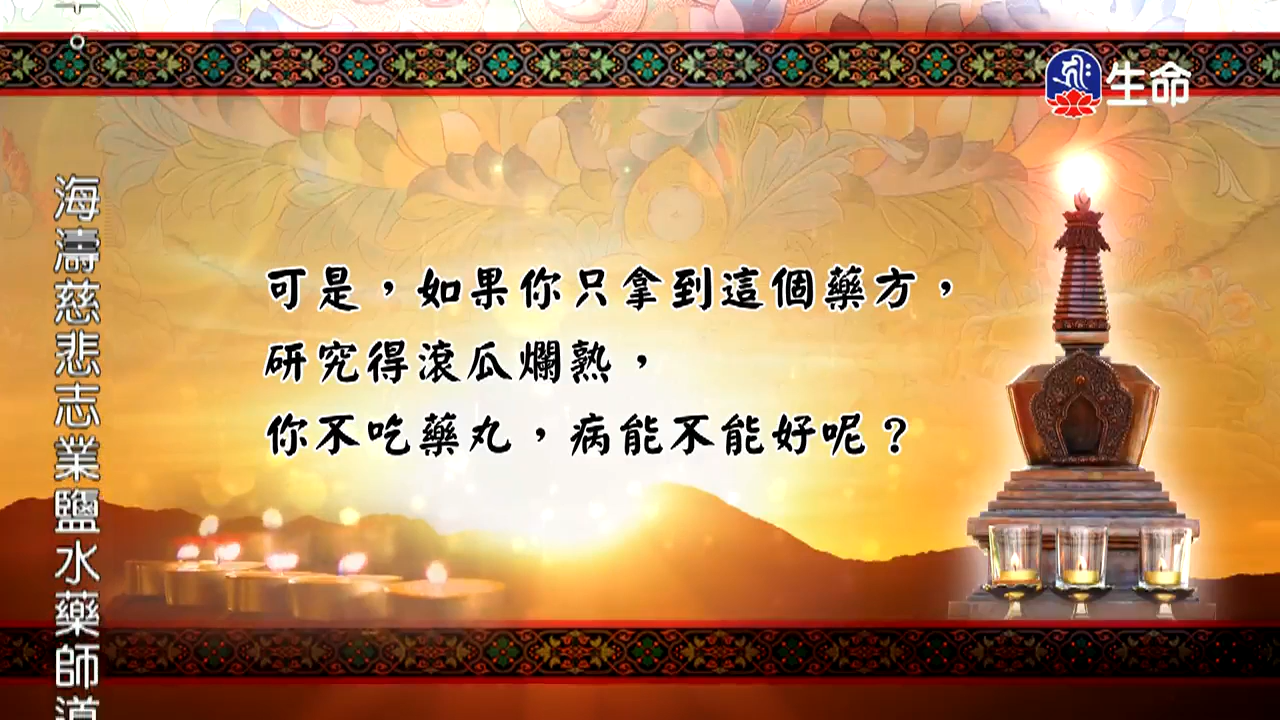 生命
可是，如果你只拿到這個藥方，
研究得滾瓜爛熟，
你不吃藥丸，病能不能好呢？
海濤慈悲志業鹽水藥師道